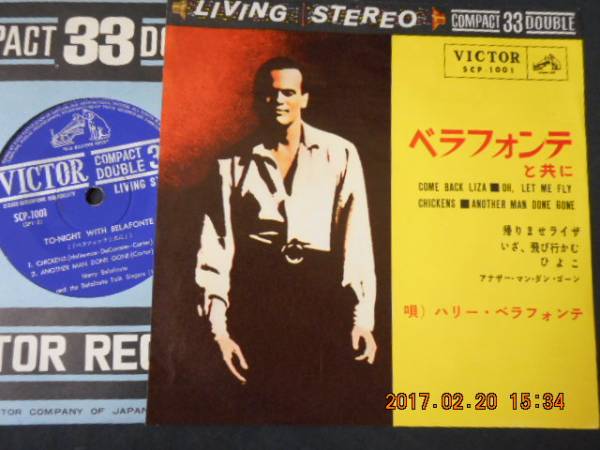 LIVING STEREO
COMPACT 33 DOUBLE
VICTOR
SCP-1001
ベラフォンテ
と共に
COME BACK LIZA ■ OH, LET ME FLY
CHICKENS ■ ANOTHER MAN DONE GONE
帰りませライザ
いざ、飛び行かむ
ひよこ
アナザー・マン・ダン・ゴーン
唄) ハリー・ベラフォンテ
2017.02.20 15:34
PACT 33 DOU
VICTOR
COMPACT 33
DOUBLE
LIVING S
SCP-1001
TO-NIGHT WITH BELAFONTE
1. CHICKENS
2. ANOTHER MAN DONE GONE (Carter)
Harry Belafonte
and the Belafonte Folk Singers
TOR REC
TOR COMPANY OF JAPAN